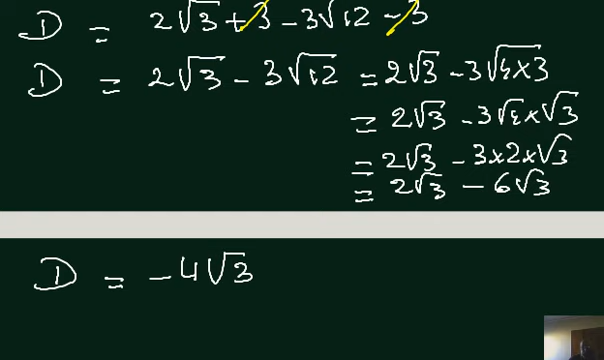 D = 2√3 + 3 - 3√12 - 3
D = 2√3 - 3√12 = 2√3 - 3√4×3
= 2√3 - 3√4×√3
= 2√3 - 3×2×√3
= 2√3 - 6√3
D = -4√3